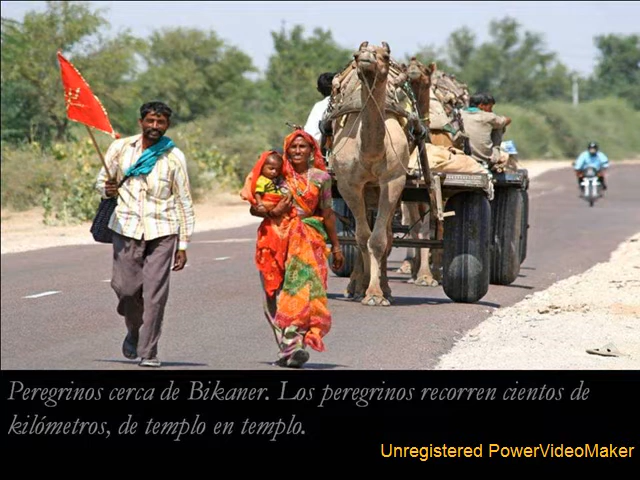 Peregrinos cerca de Bikaner. Los peregrinos recorren cientos de
kilómetros, de templo en templo.
Unregistered PowerVideoMaker